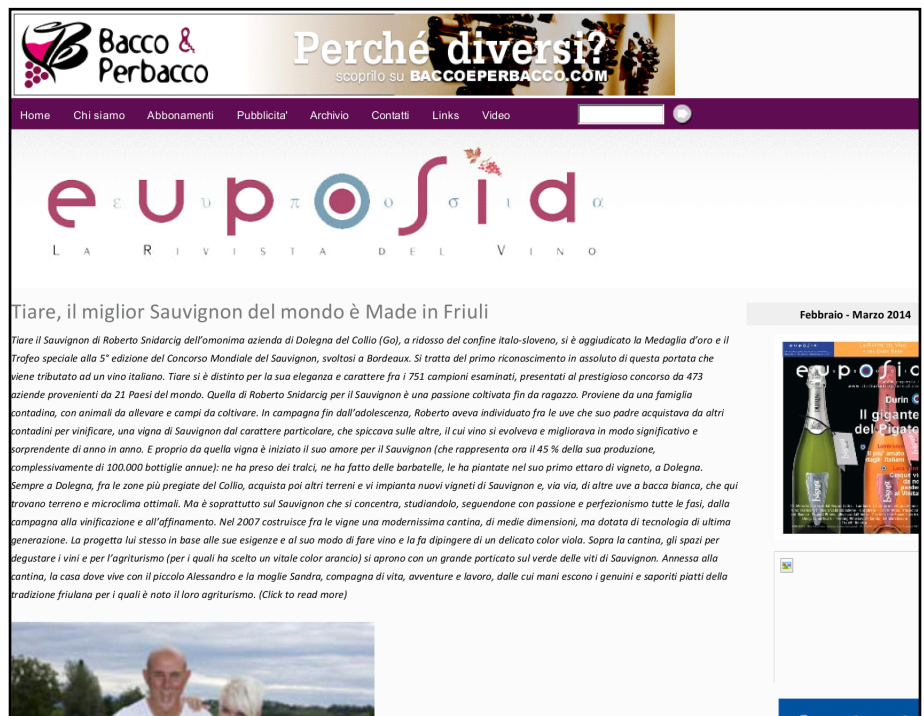 Bacco &
Perbacco
Perché diversi?
scoprilo su BACCOEPERBACCO.COM
Home Chi siamo Abbonamenti Pubblicita' Archivio Contatti Links Video
euposia
ε υ π ο σ ι α
La Rivista del Vino
Tiare, il miglior Sauvignon del mondo è Made in Friuli
Tiare il Sauvignon di Roberto Snidarcig dell'omonima azienda di Dolegna del Collio (Go), a ridosso del confine italo-sloveno, si è aggiudicato la Medaglia d'oro e il
Trofeo speciale alla 5° edizione del Concorso Mondiale del Sauvignon, svoltosi a Bordeaux. Si tratta del primo riconoscimento in assoluto di questa portata che
viene tributato ad un vino italiano. Tiare si è distinto per la sua eleganza e carattere fra i 751 campioni esaminati, presentati al prestigioso concorso da 473
aziende provenienti da 21 Paesi del mondo. Quella di Roberto Snidarcig per il Sauvignon è una passione coltivata fin da ragazzo. Proviene da una famiglia
contadina, con animali da allevare e campi da coltivare. In campagna fin dall'adolescenza, Roberto aveva individuato fra le uve che suo padre acquistava da altri
contadini per vinificare, una vigna di Sauvignon dal carattere particolare, che spiccava sulle altre, il cui vino si evolveva e migliorava in modo significativo e
sorprendente di anno in anno. E proprio da quella vigna è iniziato il suo amore per il Sauvignon (che rappresenta ora il 45 % della sua produzione,
complessivamente di 100.000 bottiglie annue): ne ha preso dei tralci, ne ha fatto delle barbatelle, le ha piantate nel suo primo ettaro di vigneto, a Dolegna.
Sempre a Dolegna, fra le zone più pregiate del Collio, acquista poi altri terreni e vi impianta nuovi vigneti di Sauvignon e, via via, di altre uve a bacca bianca, che qui
trovano terreno e microclima ottimali. Ma è soprattutto sul Sauvignon che si concentra, studiandolo, seguendone con passione e perfezionismo tutte le fasi, dalla
campagna alla vinificazione e all'affinamento. Nel 2007 costruisce fra le vigne una modernissima cantina, di medie dimensioni, ma dotata di tecnologia di ultima
generazione. La progetta lui stesso in base alle sue esigenze e al suo modo di fare vino e la fa dipingere di un delicato color viola. Sopra la cantina, gli spazi per
degustare i vini e per l'agriturismo (per i quali ha scelto un vitale color arancio) si aprono con un grande porticato sul verde delle viti di Sauvignon. Annessa alla
cantina, la casa dove vive con il piccolo Alessandro e la moglie Sandra, compagna di vita, avventure e lavoro, dalle cui mani escono i genuini e saporiti piatti della
tradizione friulana per i quali è noto il loro agriturismo. (Click to read more)
Febbraio - Marzo 2014
euposi
Durin
Il gigante
del Pigato